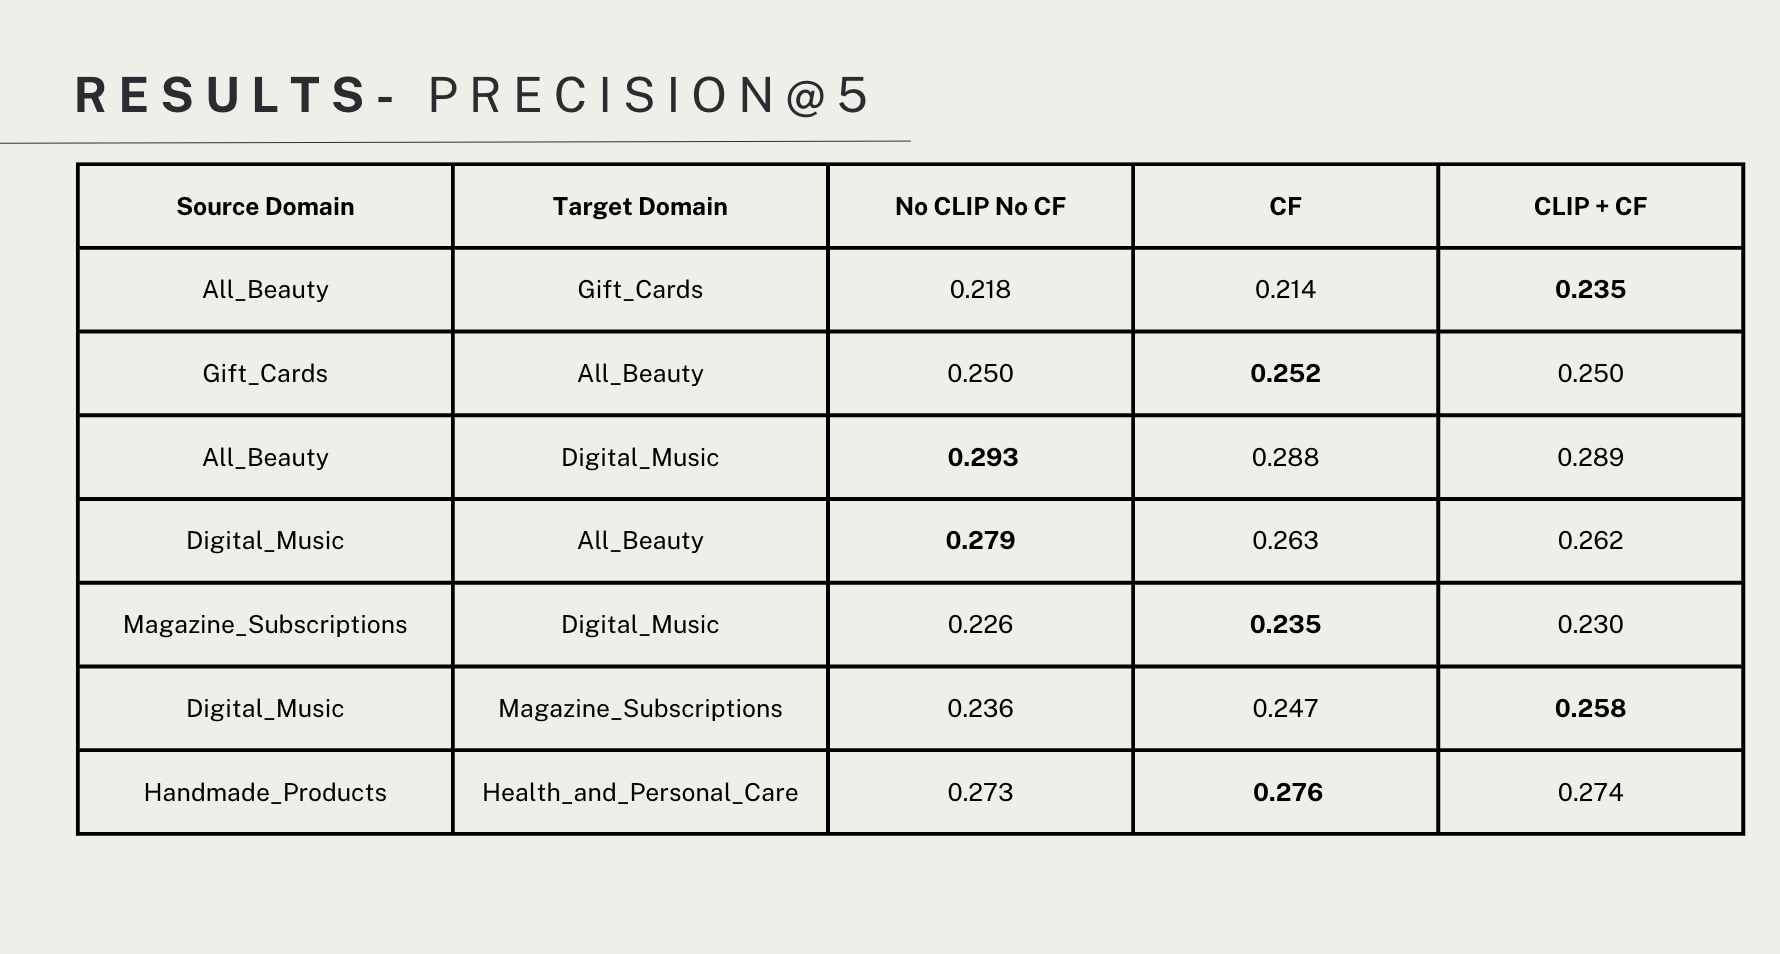 RESULTS- PRECISION@5
Source Domain Target Domain No CLIP No CF CF CLIP + CF
All_Beauty Gift_Cards 0.218 0.214 0.235
Gift_Cards All_Beauty 0.250 0.252 0.250
All_Beauty Digital_Music 0.293 0.288 0.289
Digital_Music All_Beauty 0.279 0.263 0.262
Magazine_Subscriptions Digital_Music 0.226 0.235 0.230
Digital_Music Magazine_Subscriptions 0.236 0.247 0.258
Handmade_Products Health_and_Personal_Care 0.273 0.276 0.274